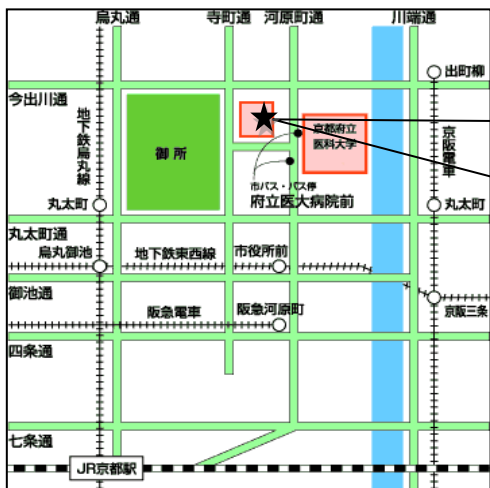 烏丸通
寺町通
河原町通
川端通
出町柳
今出川通
地下鉄烏丸線
御所
京都府立
医科大学
京阪電車
市バス・バス停
府立医大病院前
丸太町
丸太町
丸太町通
烏丸御池
地下鉄東西線
市役所前
御池通
阪急電車
阪急河原町
京阪三条
四条通
七条通
JR京都駅